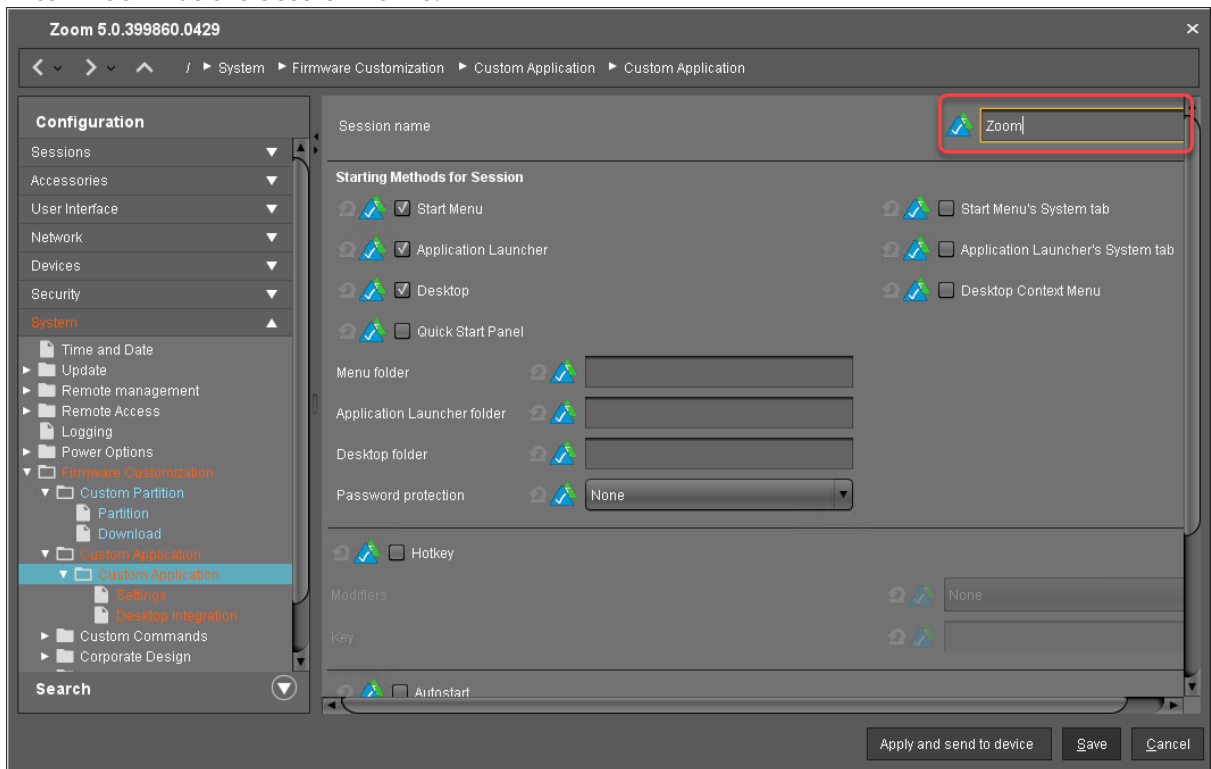 Zoom 5.0.399860.0429
/ ► System ► Firmware Customization ► Custom Application ► Custom Application
Configuration
Sessions
Accessories
User Interface
Network
Devices
Security
System
Time and Date
Update
Remote management
Remote Access
Logging
Power Options
Firmware Customization
Custom Partition
Partition
Download
Custom Application
Custom Application
Settings
Desktop Integration
Custom Commands
Corporate Design
Search
Session name
Zoom
Starting Methods for Session
Start Menu
Start Menu's System tab
Application Launcher
Application Launcher's System tab
Desktop
Desktop Context Menu
Quick Start Panel
Menu folder
Application Launcher folder
Desktop folder
Password protection
None
Hotkey
Modifiers
None
Key
Autostart
Apply and send to device
Save
Cancel